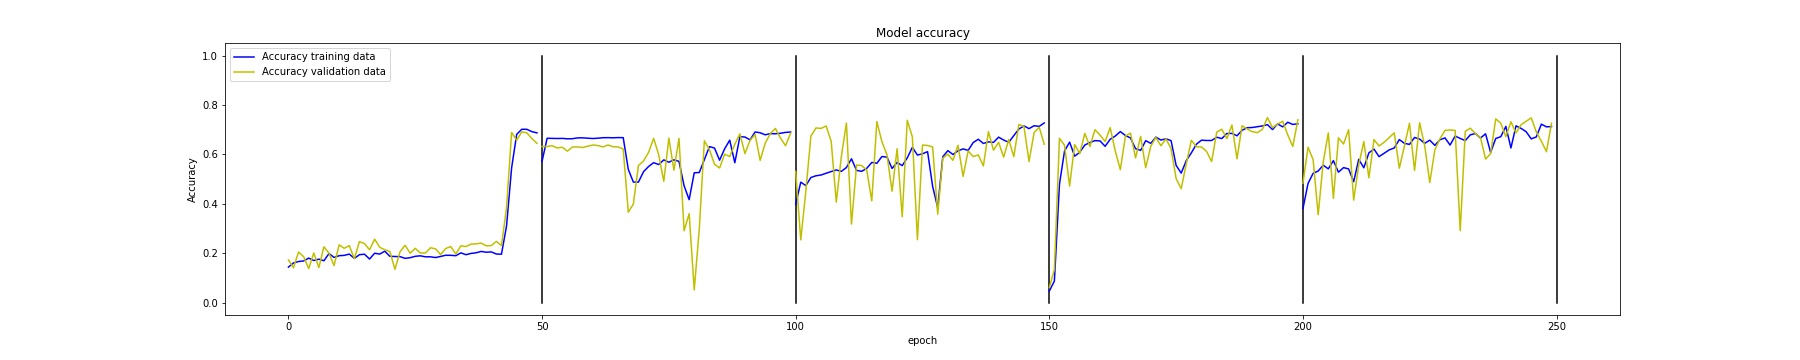 Model accuracy
Accuracy training data
Accuracy validation data
1.0
0.8
0.6
0.4
0.2
0.0
Accuracy
0 50 100 150 200 250
epoch